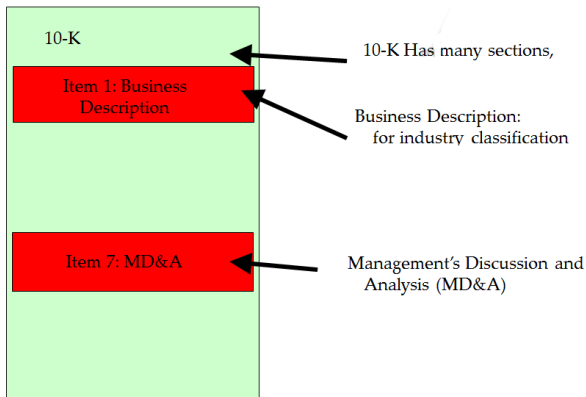 10-K
10-K Has many sections,
Item 1: Business
Description
Business Description:
for industry classification
Item 7: MD&A
Management's Discussion and
Analysis (MD&A)